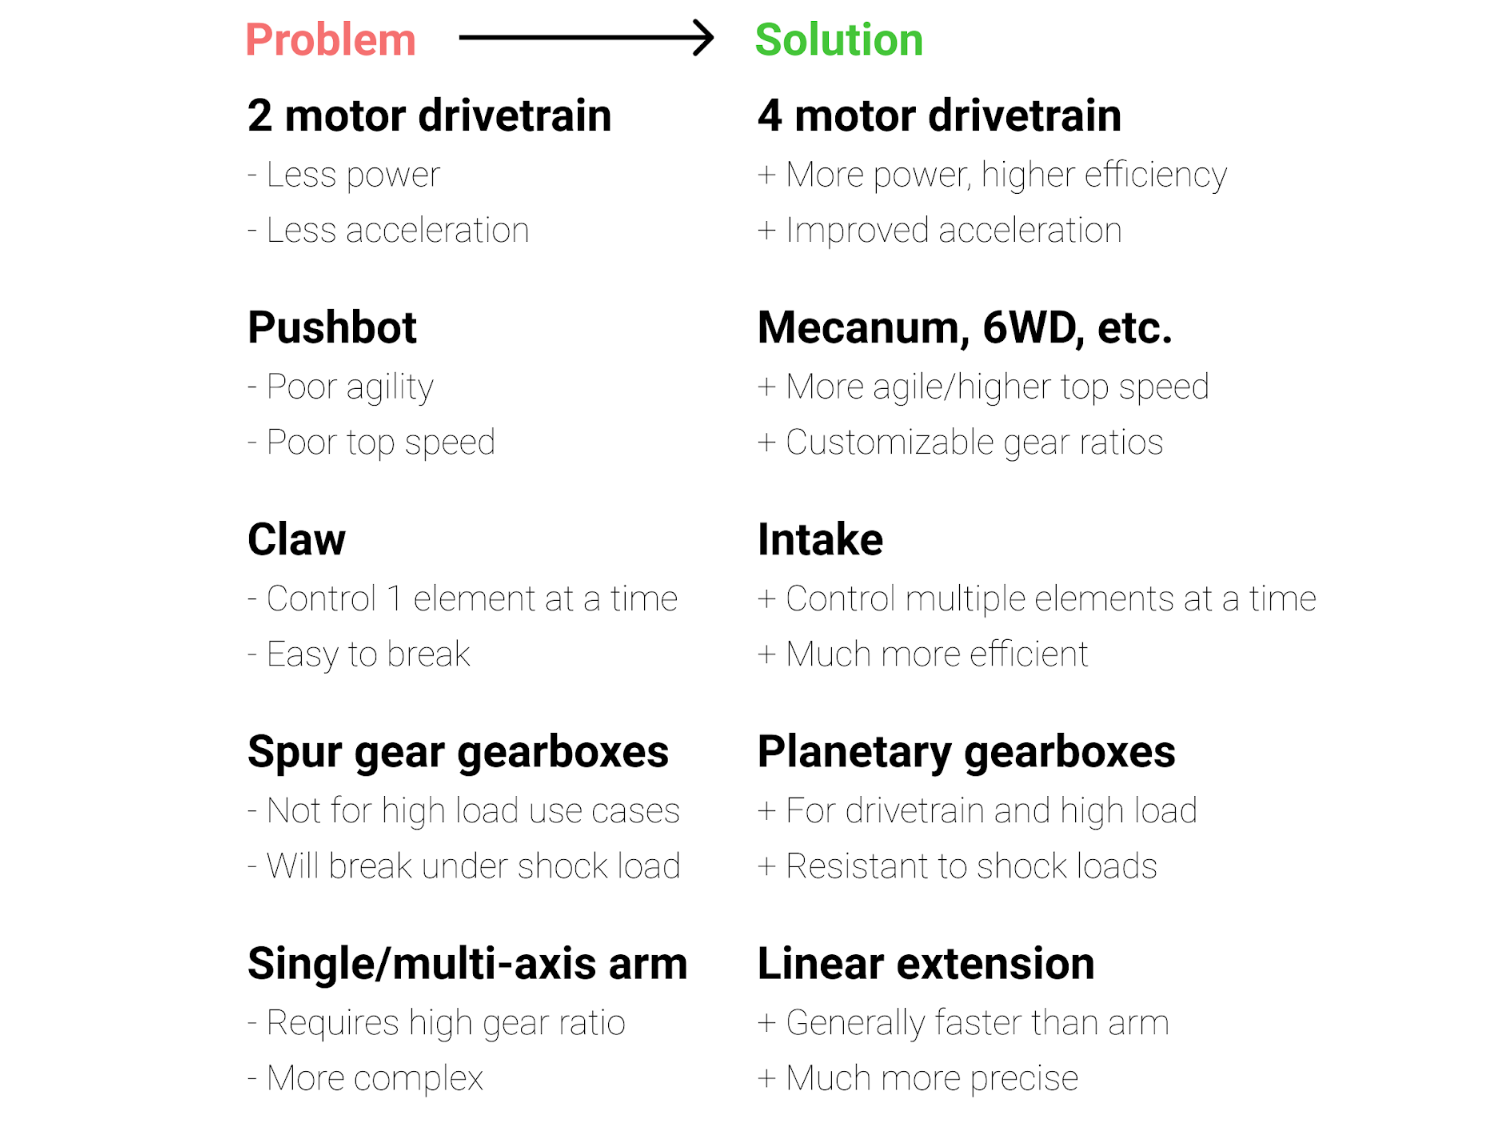 Problem Solution
2 motor drivetrain
- Less power
- Less acceleration
4 motor drivetrain
+ More power, higher efficiency
+ Improved acceleration
Pushbot
- Poor agility
- Poor top speed
Mecanum, 6WD, etc.
+ More agile/higher top speed
+ Customizable gear ratios
Claw
- Control 1 element at a time
- Easy to break
Intake
+ Control multiple elements at a time
+ Much more efficient
Spur gear gearboxes
- Not for high load use cases
- Will break under shock load
Planetary gearboxes
+ For drivetrain and high load
+ Resistant to shock loads
Single/multi-axis arm
- Requires high gear ratio
- More complex
Linear extension
+ Generally faster than arm
+ Much more precise